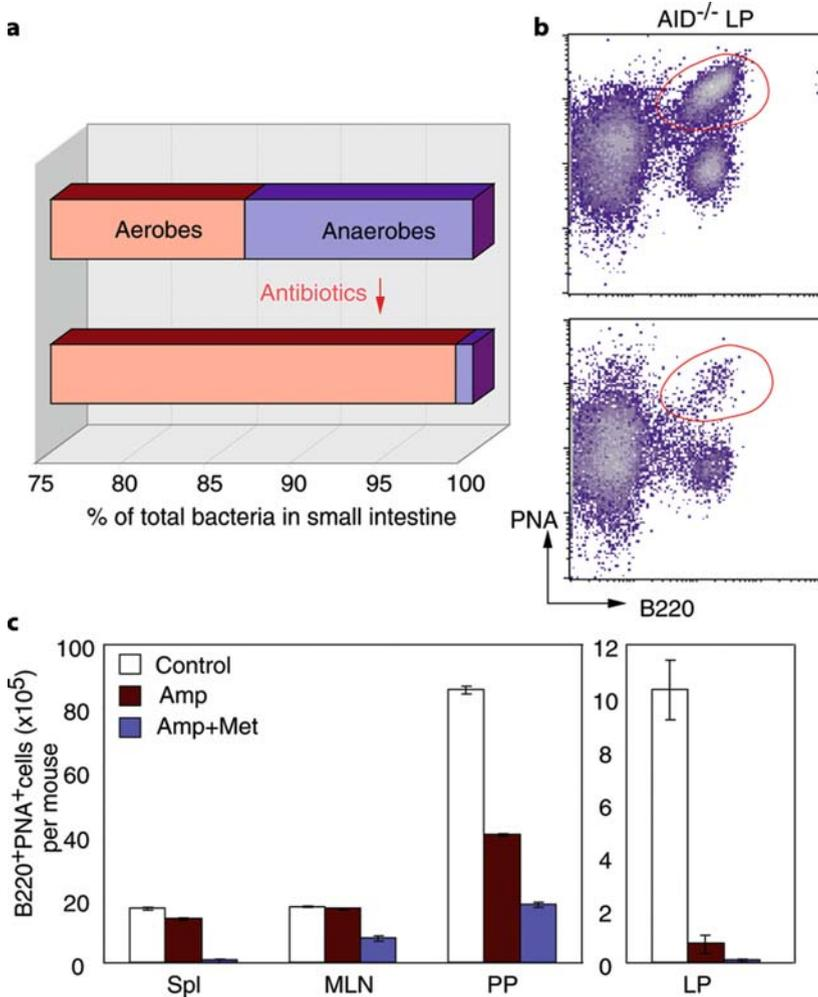 a
Aerobes Anaerobes
Antibiotics
75 80 85 90 95 100
% of total bacteria in small intestine
b
AID-/- LP
PNA
B220
c
B220+PNA+cells (x10⁵)
per mouse
100
80
60
40
20
0
Control
Amp
Amp+Met
Spl MLN PP
12
10
8
6
4
2
0
LP